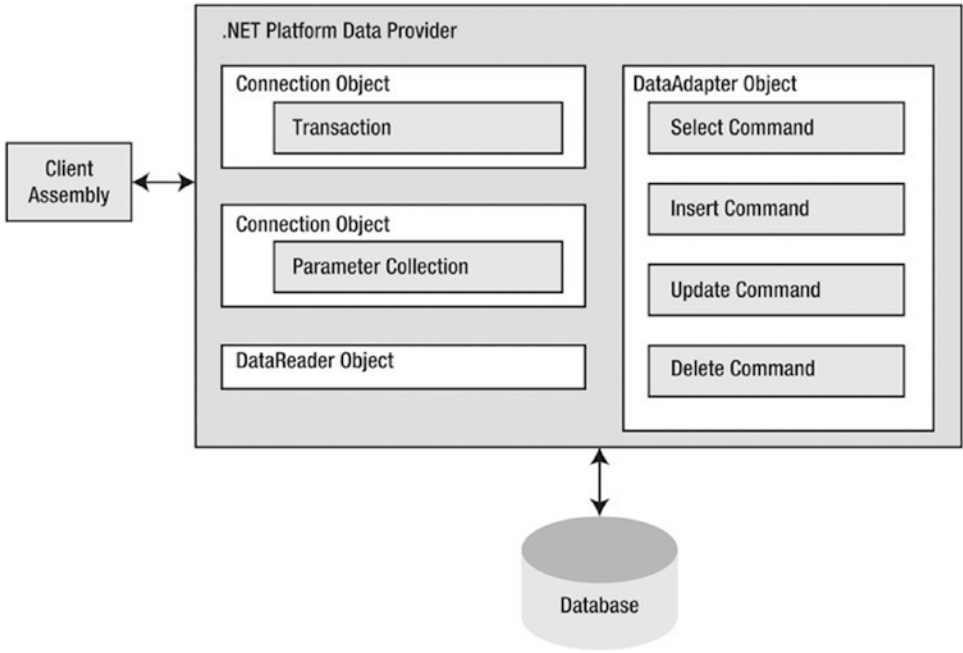 .NET Platform Data Provider
Client
Assembly
Connection Object
Transaction
Connection Object
Parameter Collection
DataReader Object
DataAdapter Object
Select Command
Insert Command
Update Command
Delete Command
Database